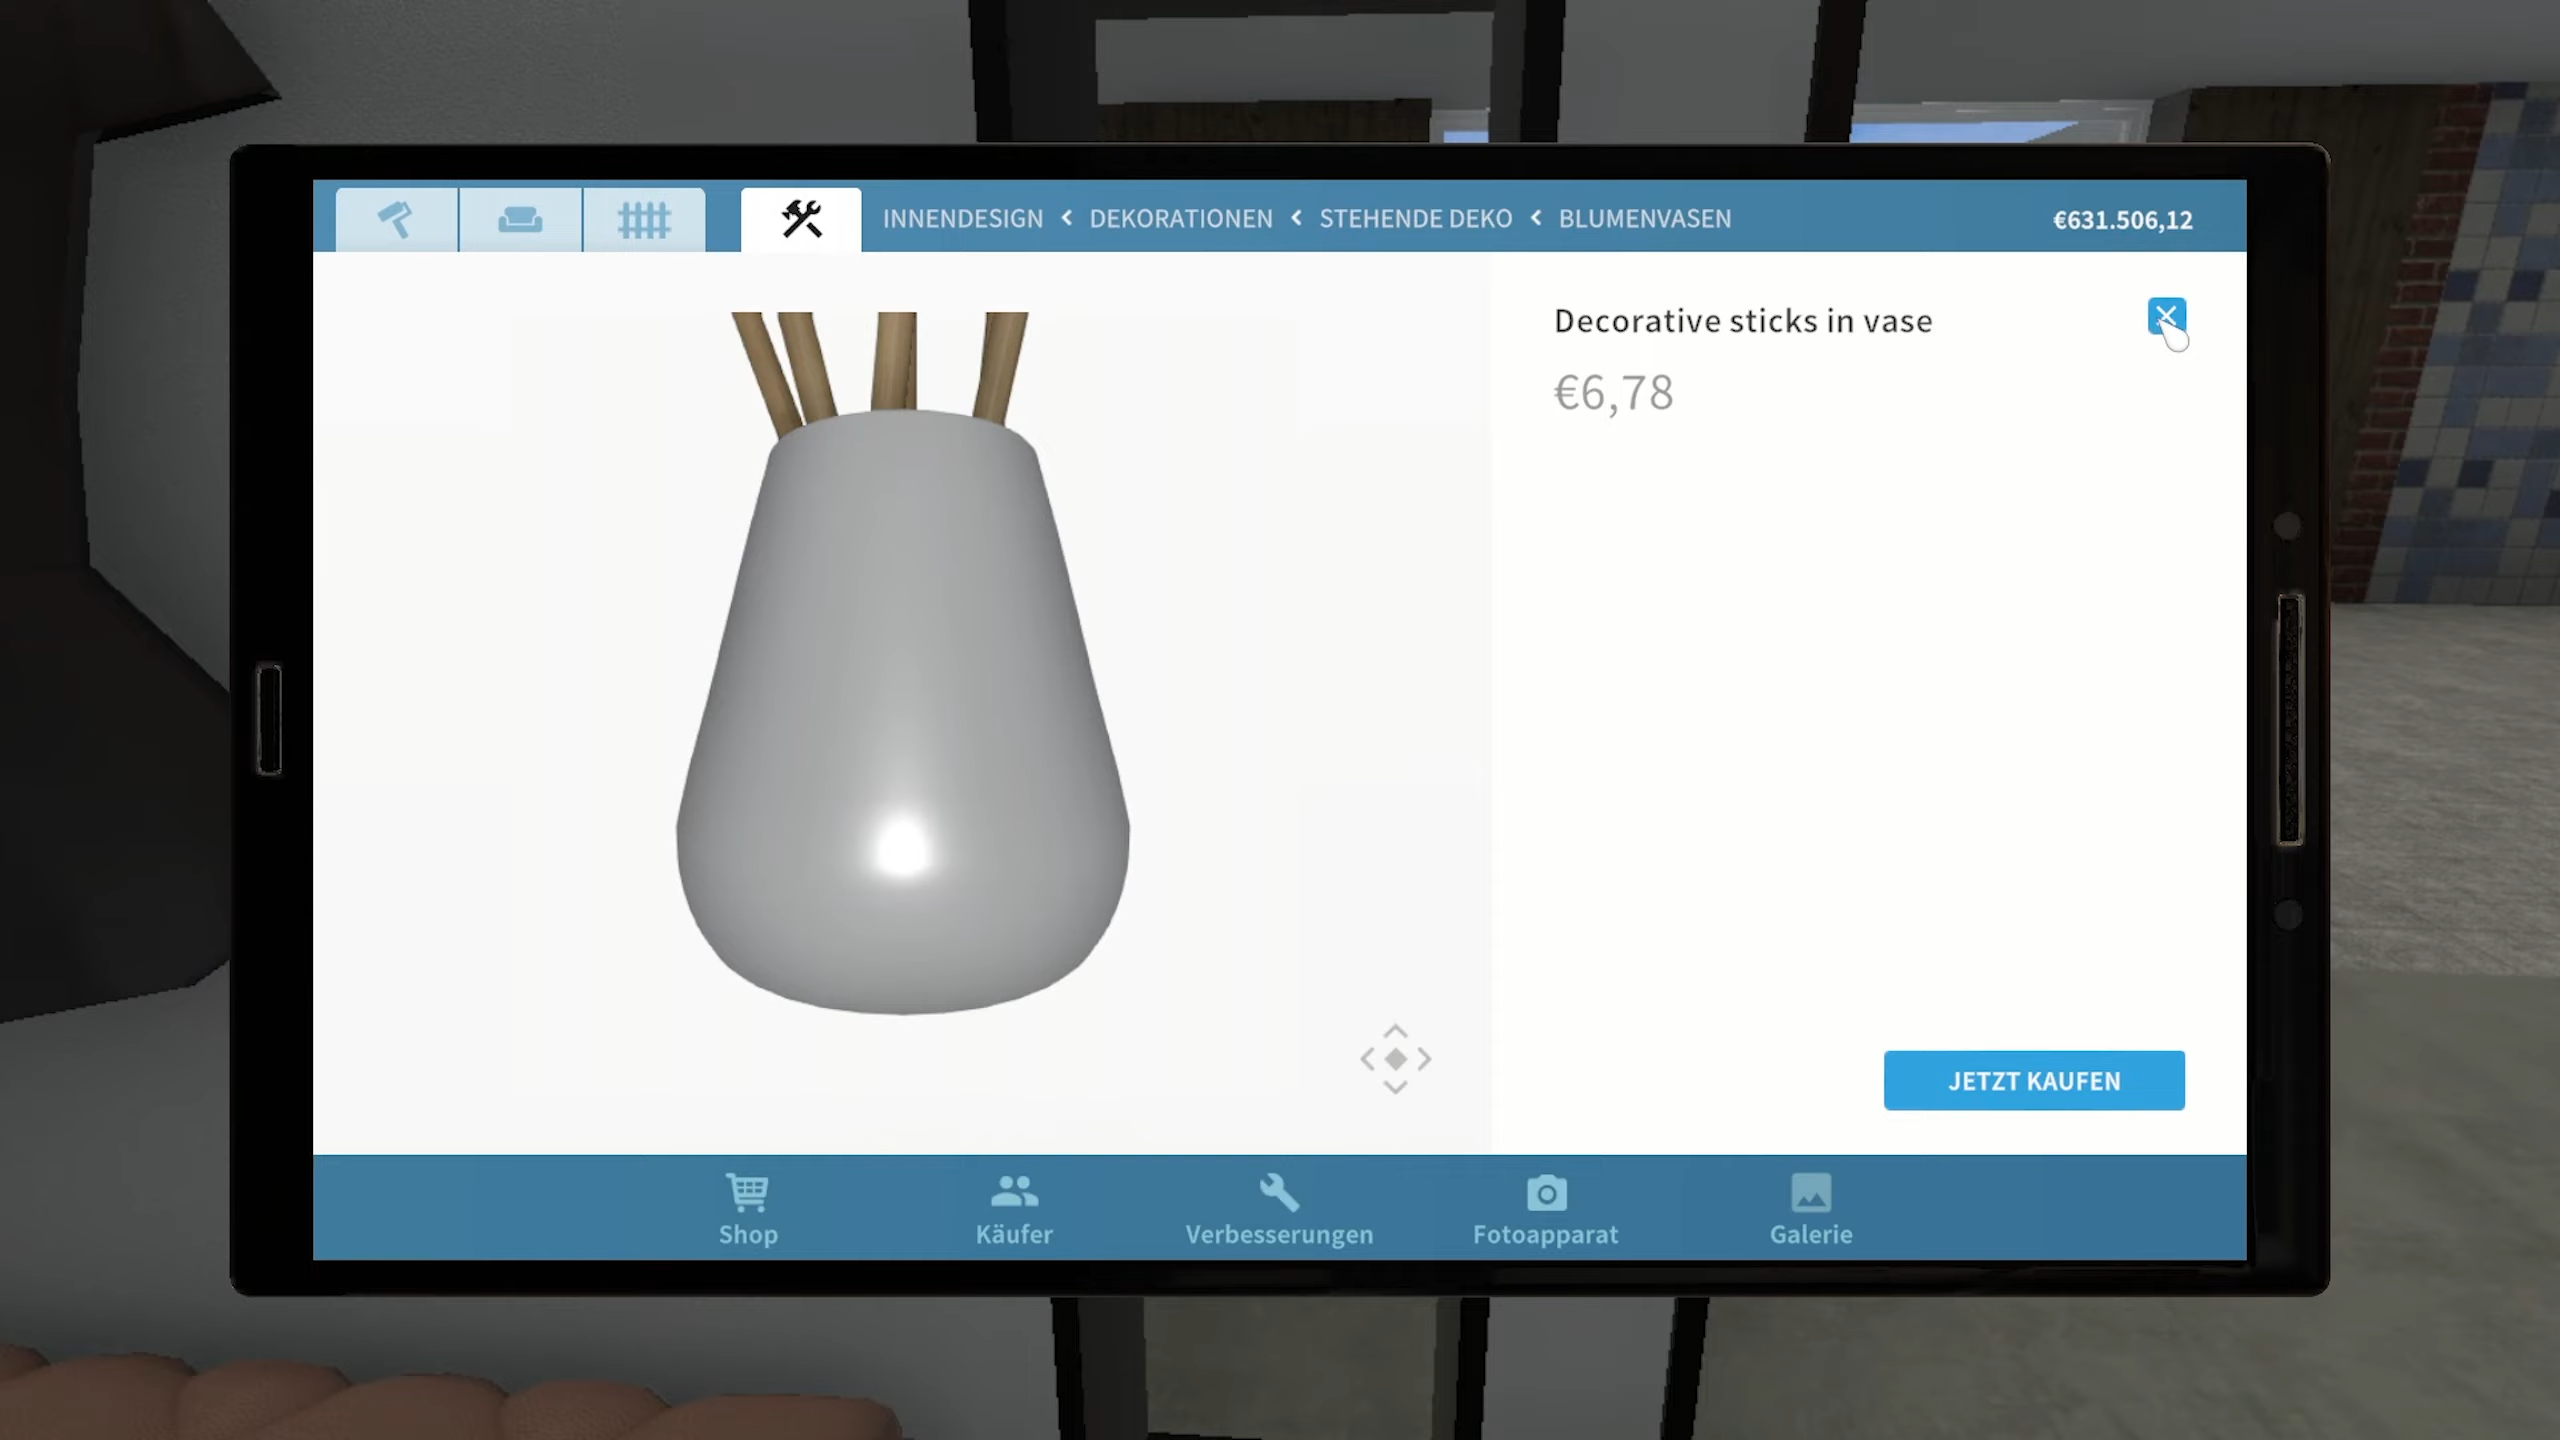 INNENDESIGN < DEKORATIONEN < STEHENDE DEKO < BLUMENVASEN
€631.506,12
Decorative sticks in vase
€6,78
JETZT KAUFEN
Shop
Käufer
Verbesserungen
Fotoapparat
Galerie